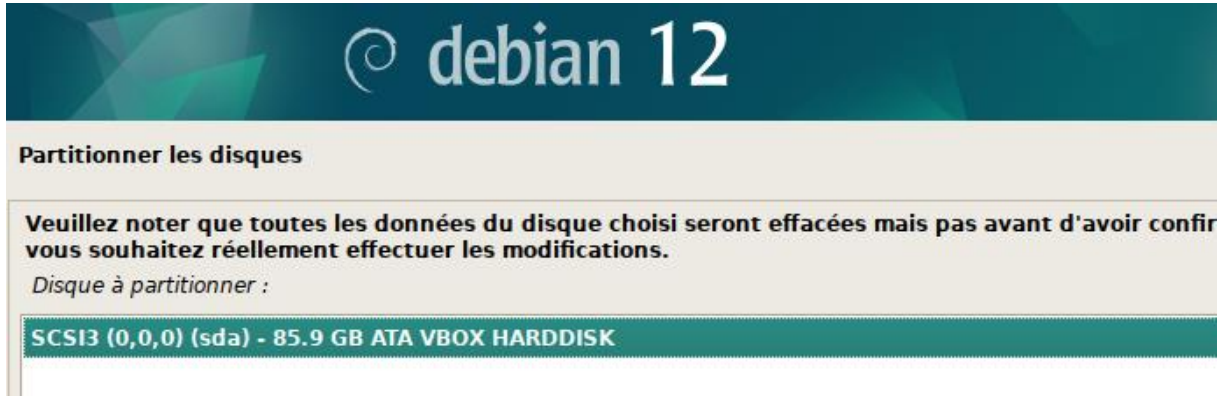 debian 12
Partitionner les disques
Veuillez noter que toutes les données du disque choisi seront effacées mais pas avant d'avoir confir
vous souhaitez réellement effectuer les modifications.
Disque à partitionner :
SCSI3 (0,0,0) (sda) - 85.9 GB ATA VBOX HARDDISK